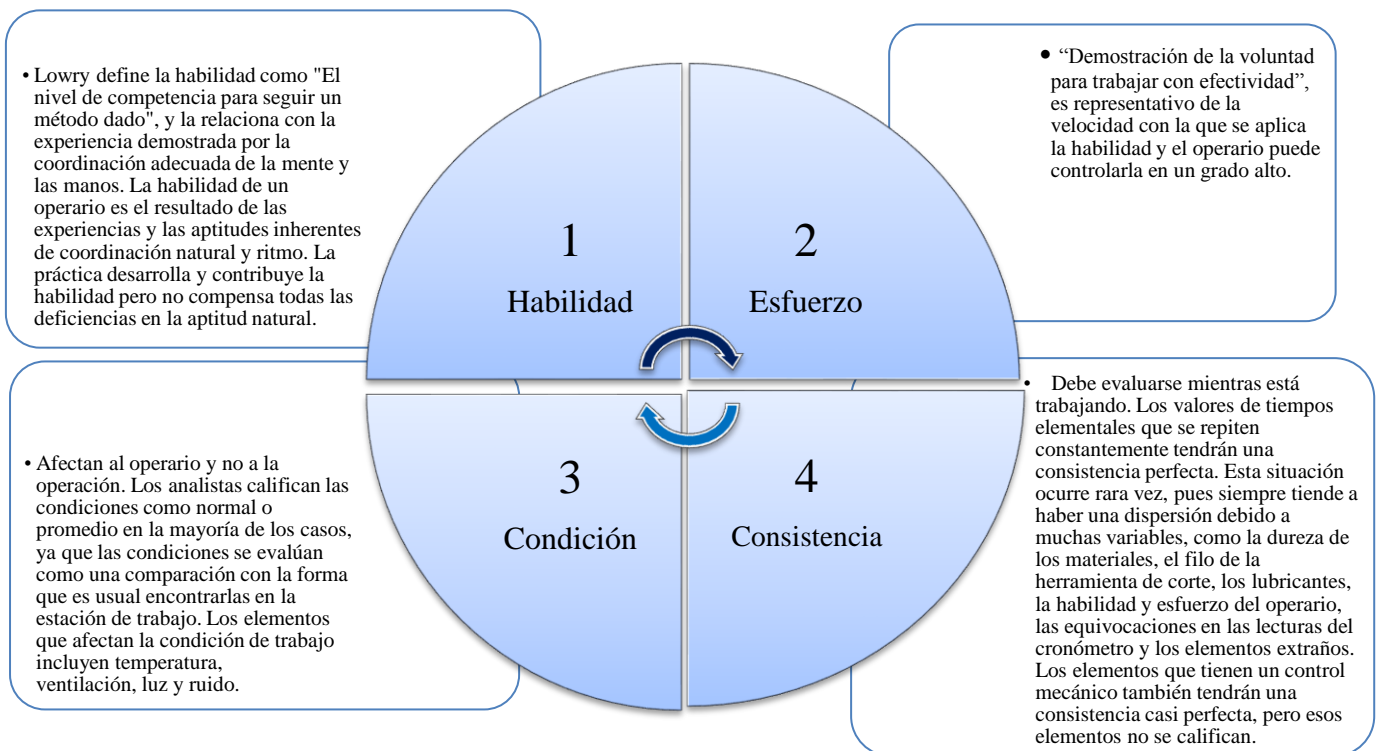 • Lowry define la habilidad como "El
nivel de competencia para seguir un
método dado", y la relaciona con la
experiencia demostrada por la
coordinación adecuada de la mente y
las manos. La habilidad de un
operario es el resultado de las
experiencias y las aptitudes inherentes
de coordinación natural y ritmo. La
práctica desarrolla y contribuye la
habilidad pero no compensa todas las
deficiencias en la aptitud natural.
1
Habilidad
2
Esfuerzo
• “Demostración de la voluntad
para trabajar con efectividad”,
es representativo de la
velocidad con la que se aplica
la habilidad y el operario puede
controlarla en un grado alto.
• Afectan al operario y no a la
operación. Los analistas califican las
condiciones como normal o
promedio en la mayoría de los casos,
ya que las condiciones se evalúan
como una comparación con la forma
que es usual encontrarlas en la
estación de trabajo. Los elementos
que afectan la condición de trabajo
incluyen temperatura,
ventilación, luz y ruido.
3
Condición
4
Consistencia
• Debe evaluarse mientras está
trabajando. Los valores de tiempos
elementales que se repiten
constantemente tendrán una
consistencia perfecta. Esta situación
ocurre rara vez, pues siempre tiende a
haber una dispersión debido a
muchas variables, como la dureza de
los materiales, el filo de la
herramienta de corte, los lubricantes,
la habilidad y esfuerzo del operario,
las equivocaciones en las lecturas del
cronómetro y los elementos extraños.
Los elementos que tienen un control
mecánico también tendrán una
consistencia casi perfecta, pero esos
elementos no se califican.